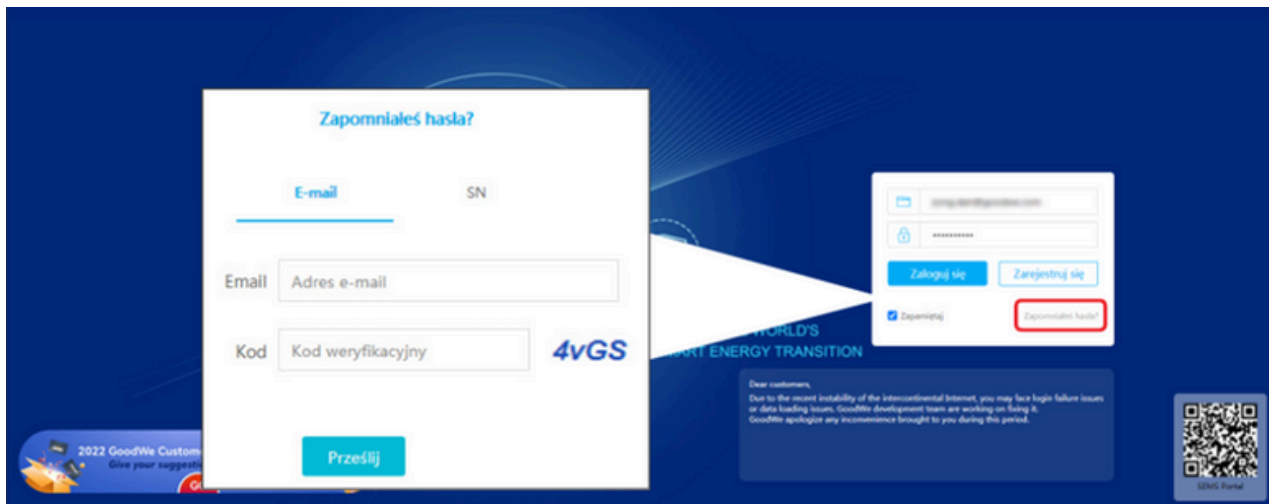 Zapomniałeś hasła?
E-mail SN
Email Adres e-mail
Kod Kod weryfikacyjny 4vGS
Prześlij
Zaloguj się Zarejestruj się
Zapamiętaj Zapomniałeś hasła?
WORLD'S
ENERGY TRANSITION
Dear customers,
Due to the recent instability of the intercontinental Internet, you may face login failure issues
or data loading issues. GoodWe development team are working on fixing it.
GoodWe apologize any inconvenience brought to you during this period.
2022 GoodWe
Give your
SEMS Portal